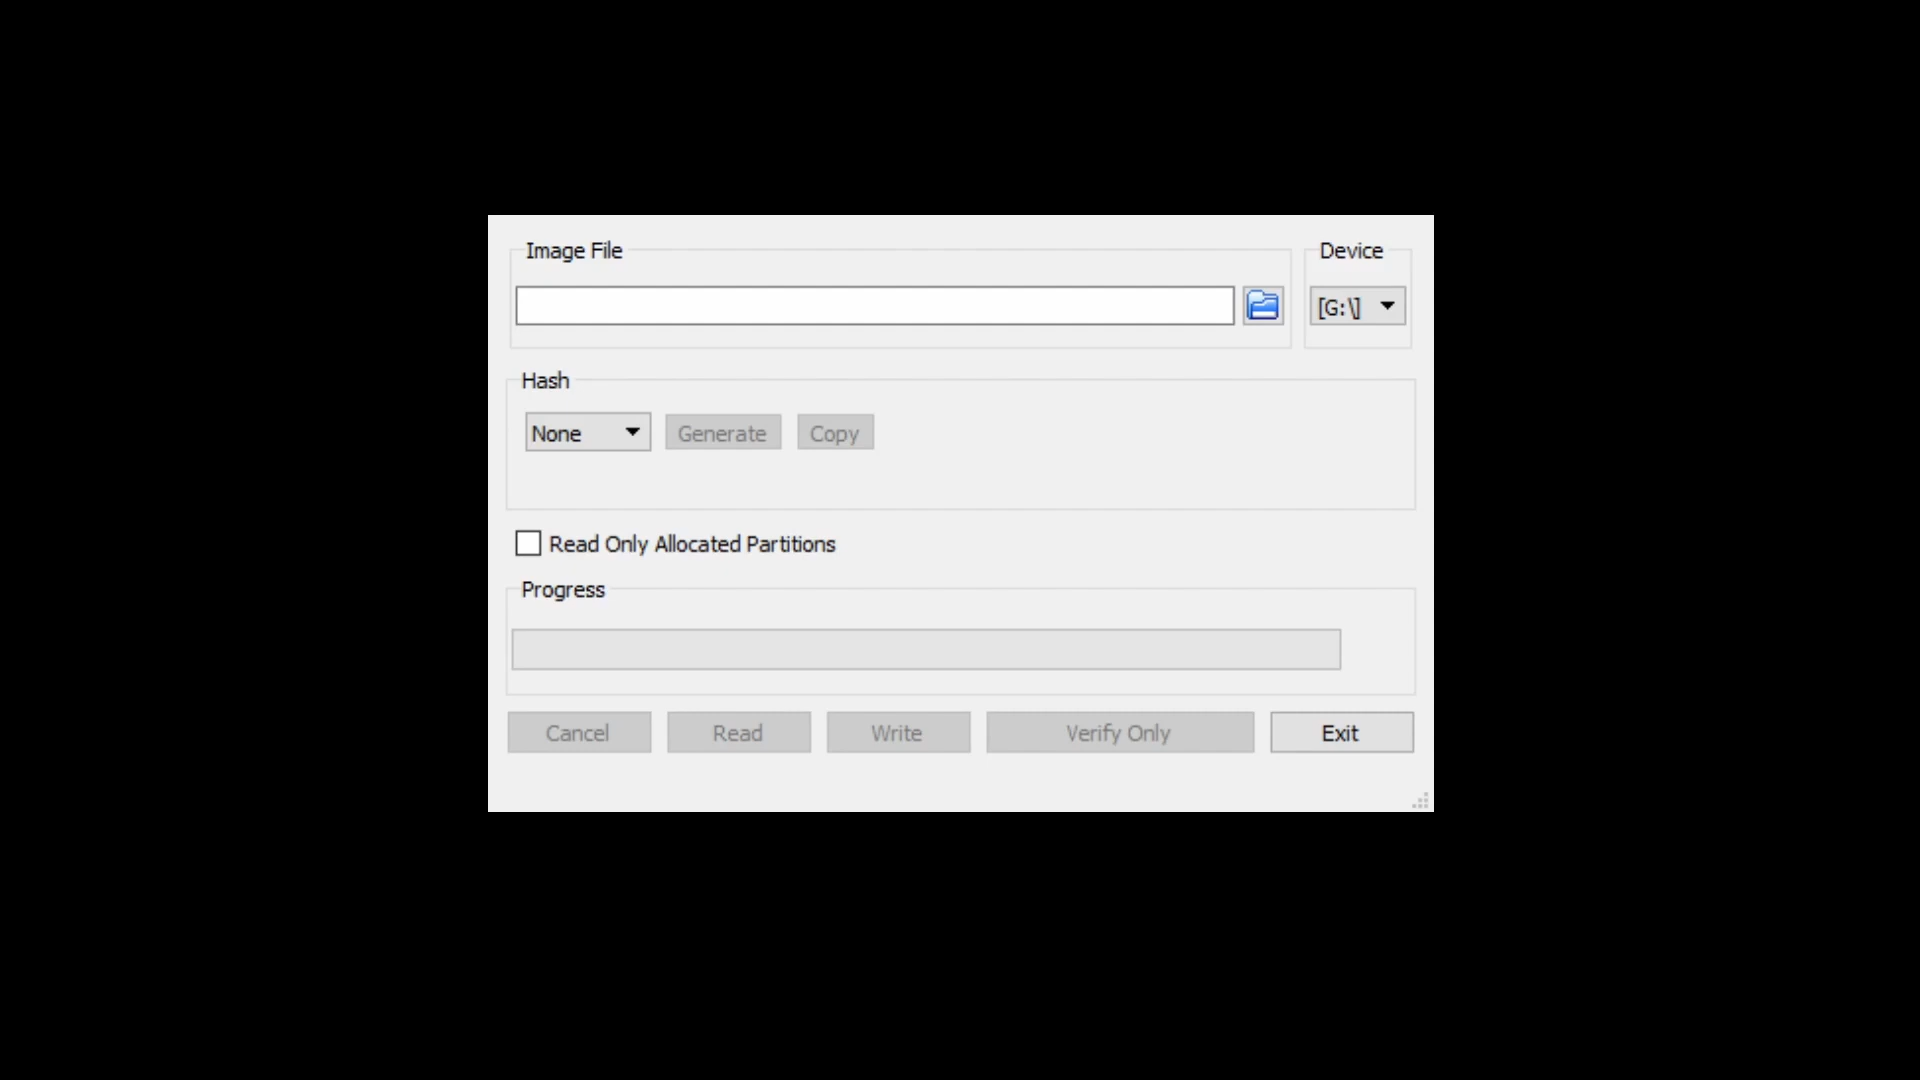 Image File
Device
[G:\]
Hash
None
Generate
Copy
Read Only Allocated Partitions
Progress
Cancel
Read
Write
Verify Only
Exit